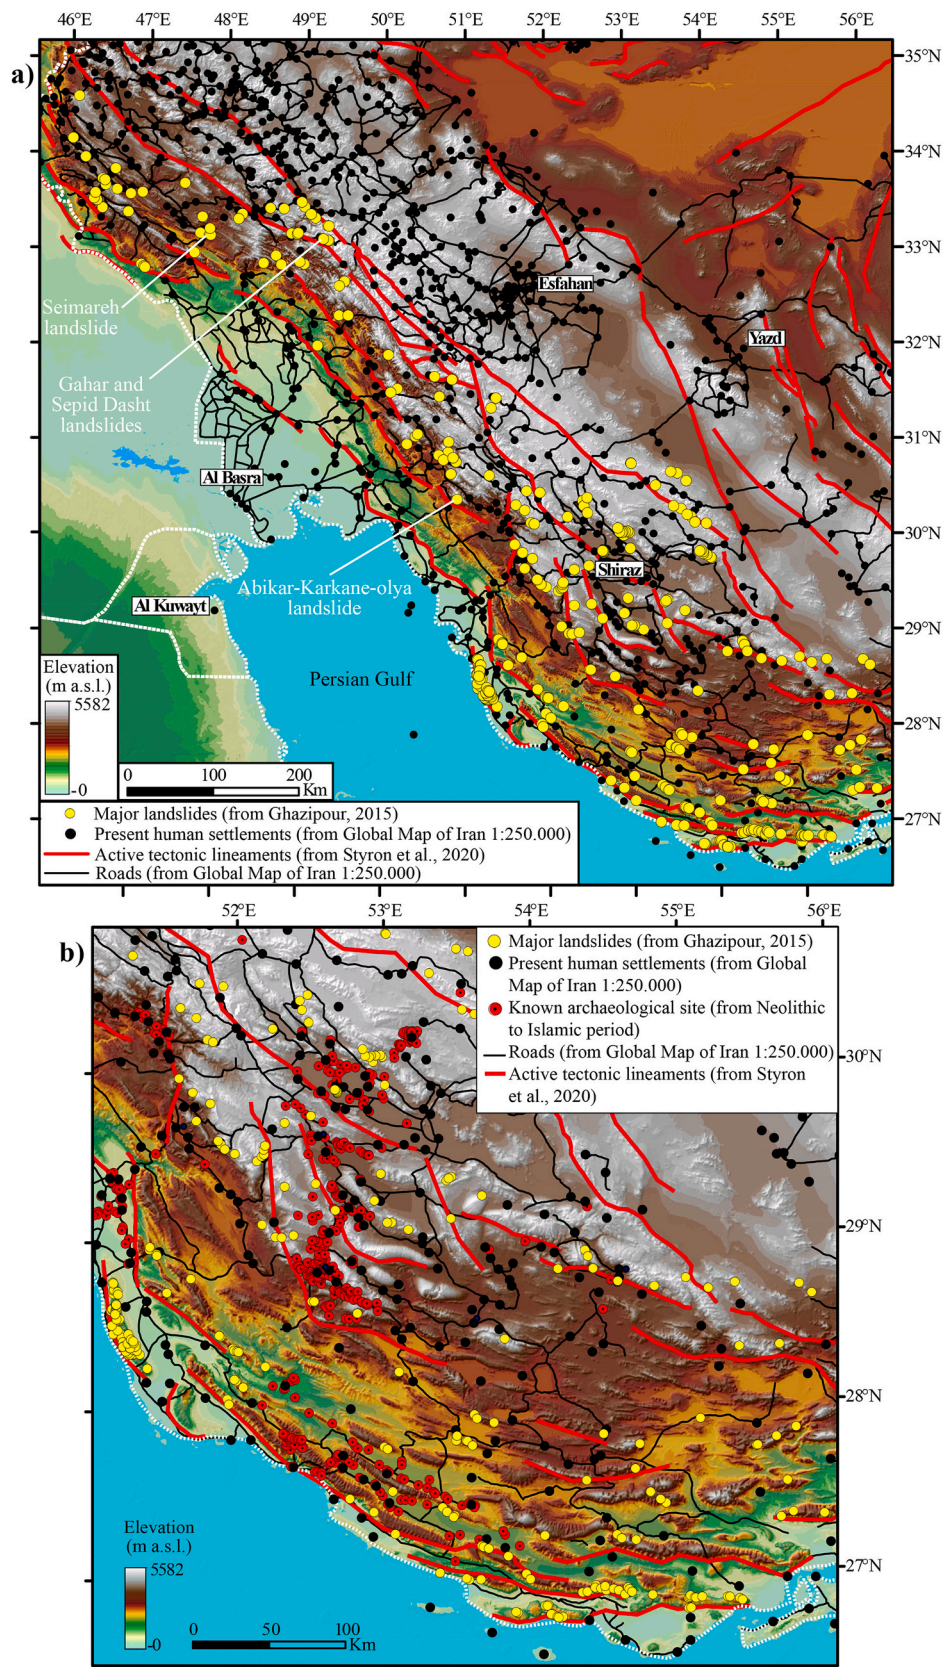 46°E 47°E 48°E 49°E 50°E 51°E 52°E 53°E 54°E 55°E 56°E
a)
35°N
34°N
33°N
Esfahan
Seimareh
landslide
Yazd
32°N
Gahar and
Sepid Dasht
landslides
31°N
Al Basra
30°N
Shiraz
Abikar-Karkane-olya
landslide
Al Kuwayt
29°N
Elevation
(m a.s.l.)
5582
-0
Persian Gulf
28°N
0 100 200
Km
27°N
Major landslides (from Ghazipour, 2015)
Present human settlements (from Global Map of Iran 1:250.000)
Active tectonic lineaments (from Styron et al., 2020)
Roads (from Global Map of Iran 1:250.000)
52°E 53°E 54°E 55°E 56°E
b)
Major landslides (from Ghazipour, 2015)
Present human settlements (from Global
Map of Iran 1:250.000)
Known archaeological site (from Neolithic
to Islamic period)
Roads (from Global Map of Iran 1:250.000)
Active tectonic lineaments (from Styron
et al., 2020)
30°N
29°N
28°N
27°N
Elevation
(m a.s.l.)
5582
-0
0 50 100
Km